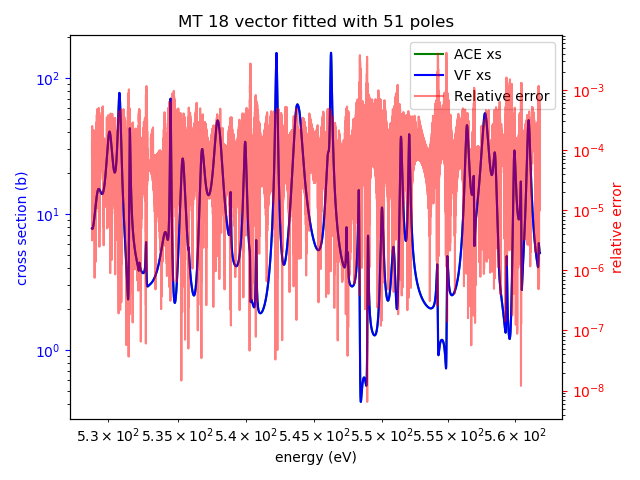 MT 18 vector fitted with 51 poles
ACE xs
VF xs
Relative error
cross section (b)
10²
10¹
10⁰
10⁻³
10⁻⁴
10⁻⁵
10⁻⁶
10⁻⁷
10⁻⁸
relative error
5.3 × 10² 5.35 × 10² 5.4 × 10² 5.45 × 10² 5.5 × 10² 5.55 × 10² 5.6 × 10²
energy (eV)